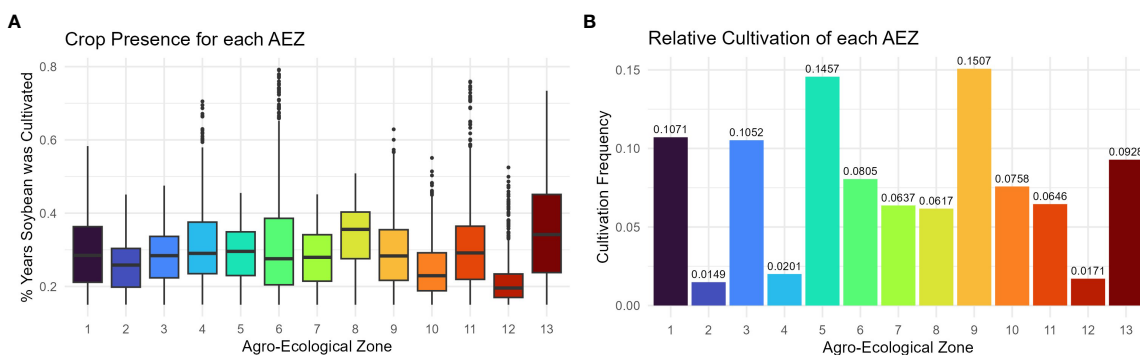 A
Crop Presence for each AEZ
% Years Soybean was Cultivated
0.8
0.6
0.4
0.2
1 2 3 4 5 6 7 8 9 10 11 12 13
Agro-Ecological Zone
B
Relative Cultivation of each AEZ
Cultivation Frequency
0.15
0.10
0.05
0.00
0.1071 0.0149 0.1052 0.0201 0.1457 0.0805 0.0637 0.0617 0.1507 0.0758 0.0646 0.0171 0.0928
1 2 3 4 5 6 7 8 9 10 11 12 13
Agro-Ecological Zone